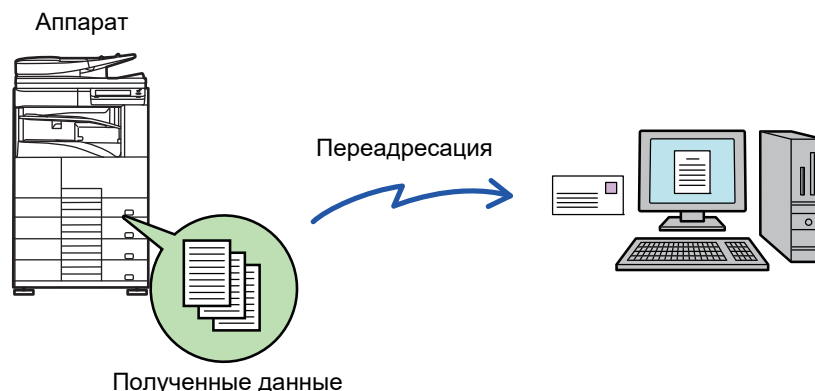 Аппарат
Переадресация
Полученные данные